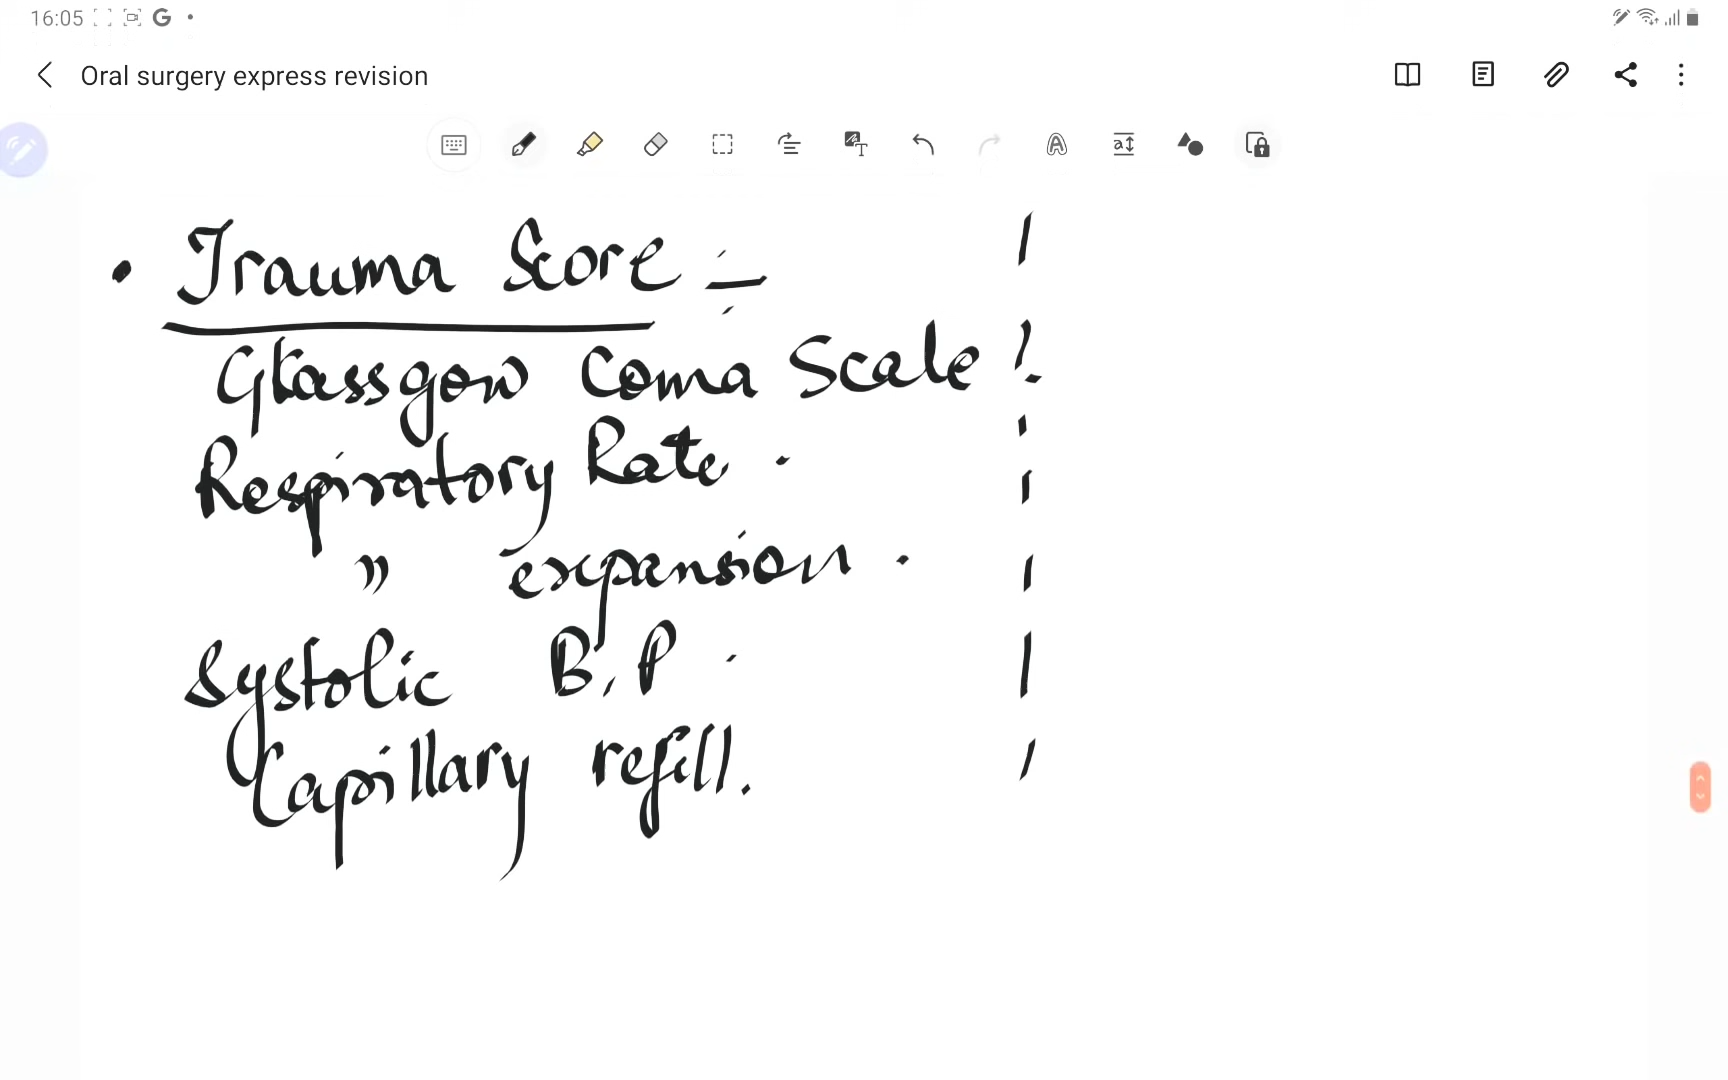 16:05 G
Oral surgery express revision
• Trauma Score :-
Glassgow Coma Scale.
Respiratory Rate .
" expansion .
Systolic B.P .
Capillary refill.